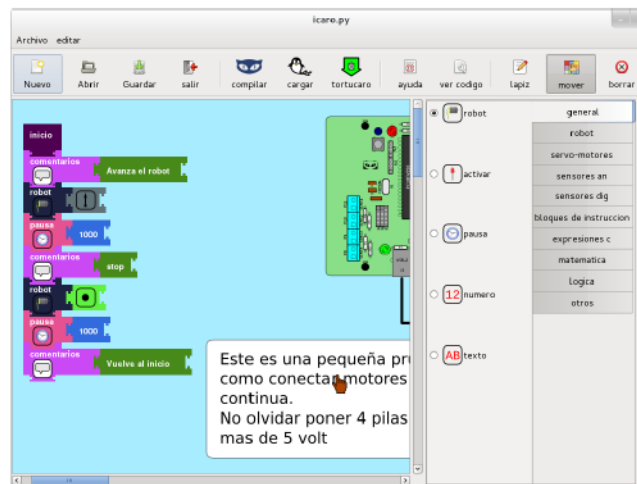 icaro.py
Archivo editar
Nuevo Abrir Guardar salir compilar cargar tortucaro ayuda ver codigo lapiz mover borrar
inicio
comentarios
Avanza el robot
robot
pausa
1000
comentarios
stop
robot
pausa
1000
comentarios
Vuelve al inicio
Este es una pequeña pr
como conectar motores
continua.
No olvidar poner 4 pilas
mas de 5 volt
robot
activar
pausa
12 numero
AB texto
general
robot
servo-motores
sensores an
sensores dig
bloques de instruccion
expresiones c
matematica
Logica
otros